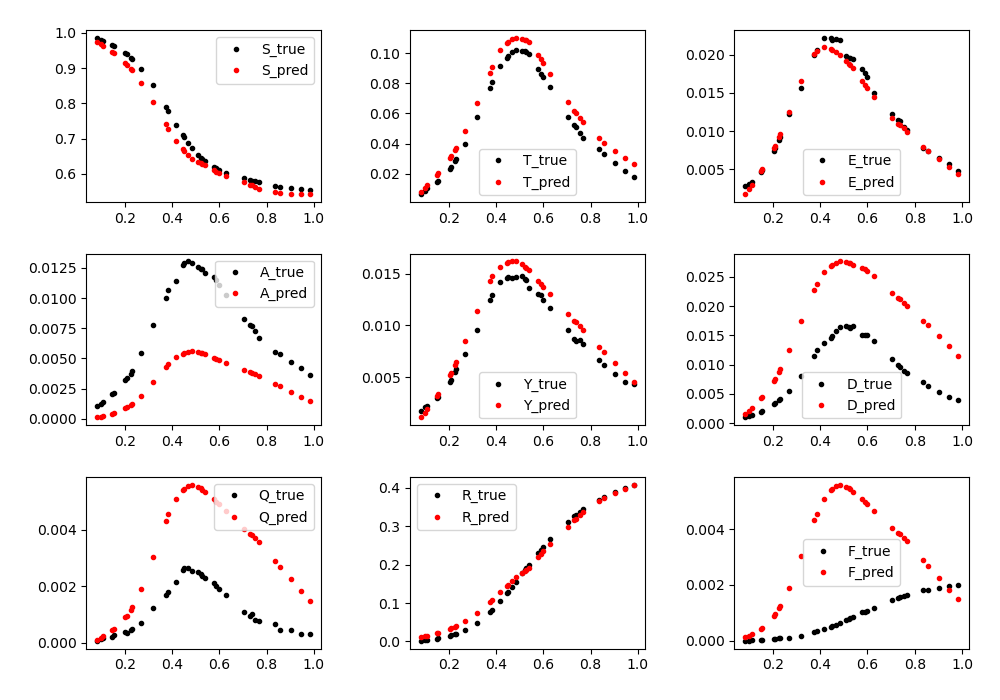 1.0
0.9
0.8
0.7
0.6
S_true
S_pred
0.2 0.4 0.6 0.8 1.0
0.10
0.08
0.06
0.04
0.02
T_true
T_pred
0.2 0.4 0.6 0.8 1.0
0.020
0.015
0.010
0.005
E_true
E_pred
0.2 0.4 0.6 0.8 1.0
0.0125
0.0100
0.0075
0.0050
0.0025
0.0000
A_true
A_pred
0.2 0.4 0.6 0.8 1.0
0.015
0.010
0.005
Y_true
Y_pred
0.2 0.4 0.6 0.8 1.0
0.025
0.020
0.015
0.010
0.005
0.000
D_true
D_pred
0.2 0.4 0.6 0.8 1.0
0.004
0.002
0.000
Q_true
Q_pred
0.2 0.4 0.6 0.8 1.0
0.4
0.3
0.2
0.1
0.0
R_true
R_pred
0.2 0.4 0.6 0.8 1.0
0.004
0.002
0.000
F_true
F_pred
0.2 0.4 0.6 0.8 1.0